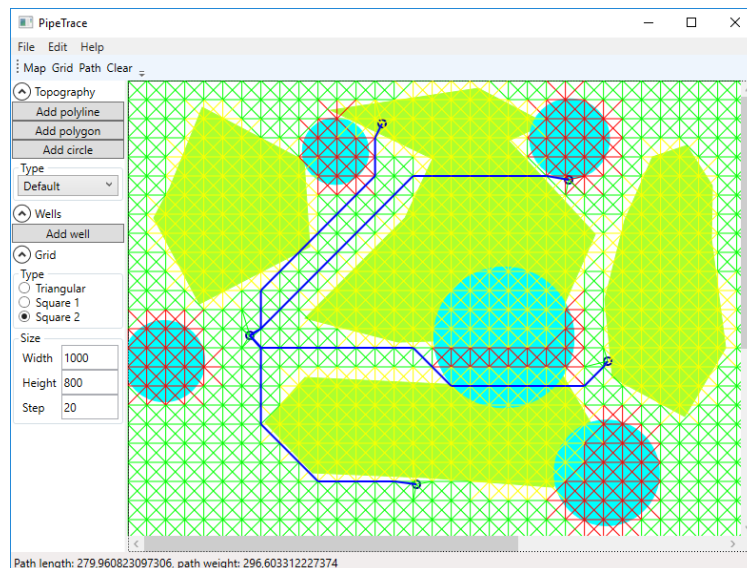 PipeTrace
File Edit Help
Map Grid Path Clear
Topography
Add polyline
Add polygon
Add circle
Type
Default
Wells
Add well
Grid
Type
Triangular
Square 1
Square 2
Size
Width 1000
Height 800
Step 20
Path length: 279.960823097306, path weight: 296.603312227374